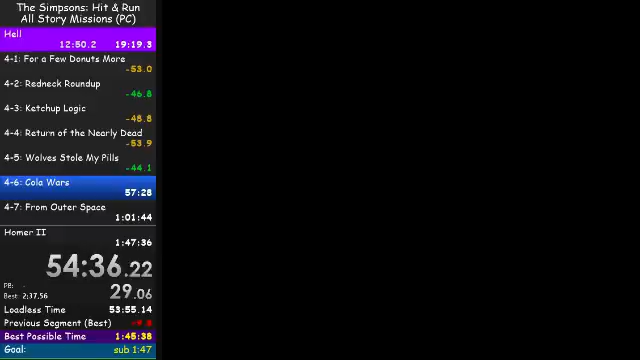 The Simpsons: Hit & Run
All Story Missions (PC)
Hell
12:50.2 19:19.3
4-1: For a Few Donuts More
-53.0
4-2: Redneck Roundup
-46.8
4-3: Ketchup Logic
-48.8
4-4: Return of the Nearly Dead
-53.9
4-5: Wolves Stole My Pills
-44.1
4-6: Cola Wars
57:28
4-7: From Outer Space
1:01:44
Homer II
1:47:36
54:36.22
PB: -
Best: 2:37.56
29.06
Loadless Time 53:55.14
Previous Segment (Best)
Best Possible Time 1:45:38
Goal: sub 1:47